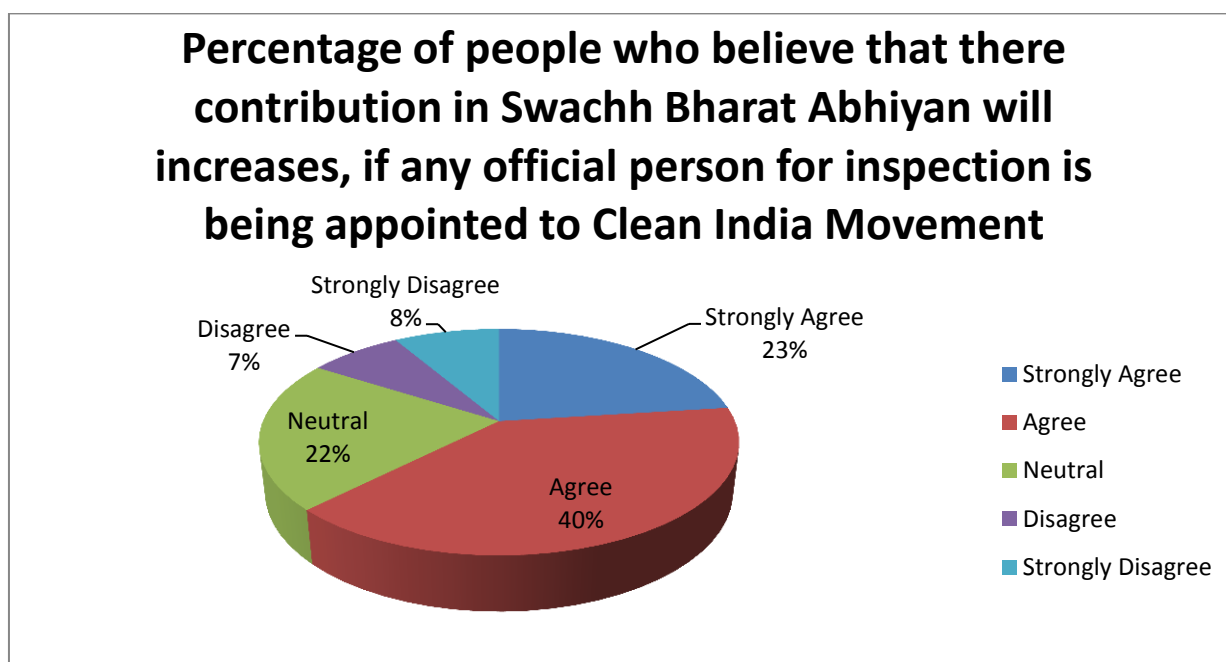 Percentage of people who believe that there
contribution in Swachh Bharat Abhiyan will
increases, if any official person for inspection is
being appointed to Clean India Movement
Strongly Disagree
8%
Strongly Agree
23%
Disagree
7%
Neutral
22%
Agree
40%
Strongly Agree
Agree
Neutral
Disagree
Strongly Disagree